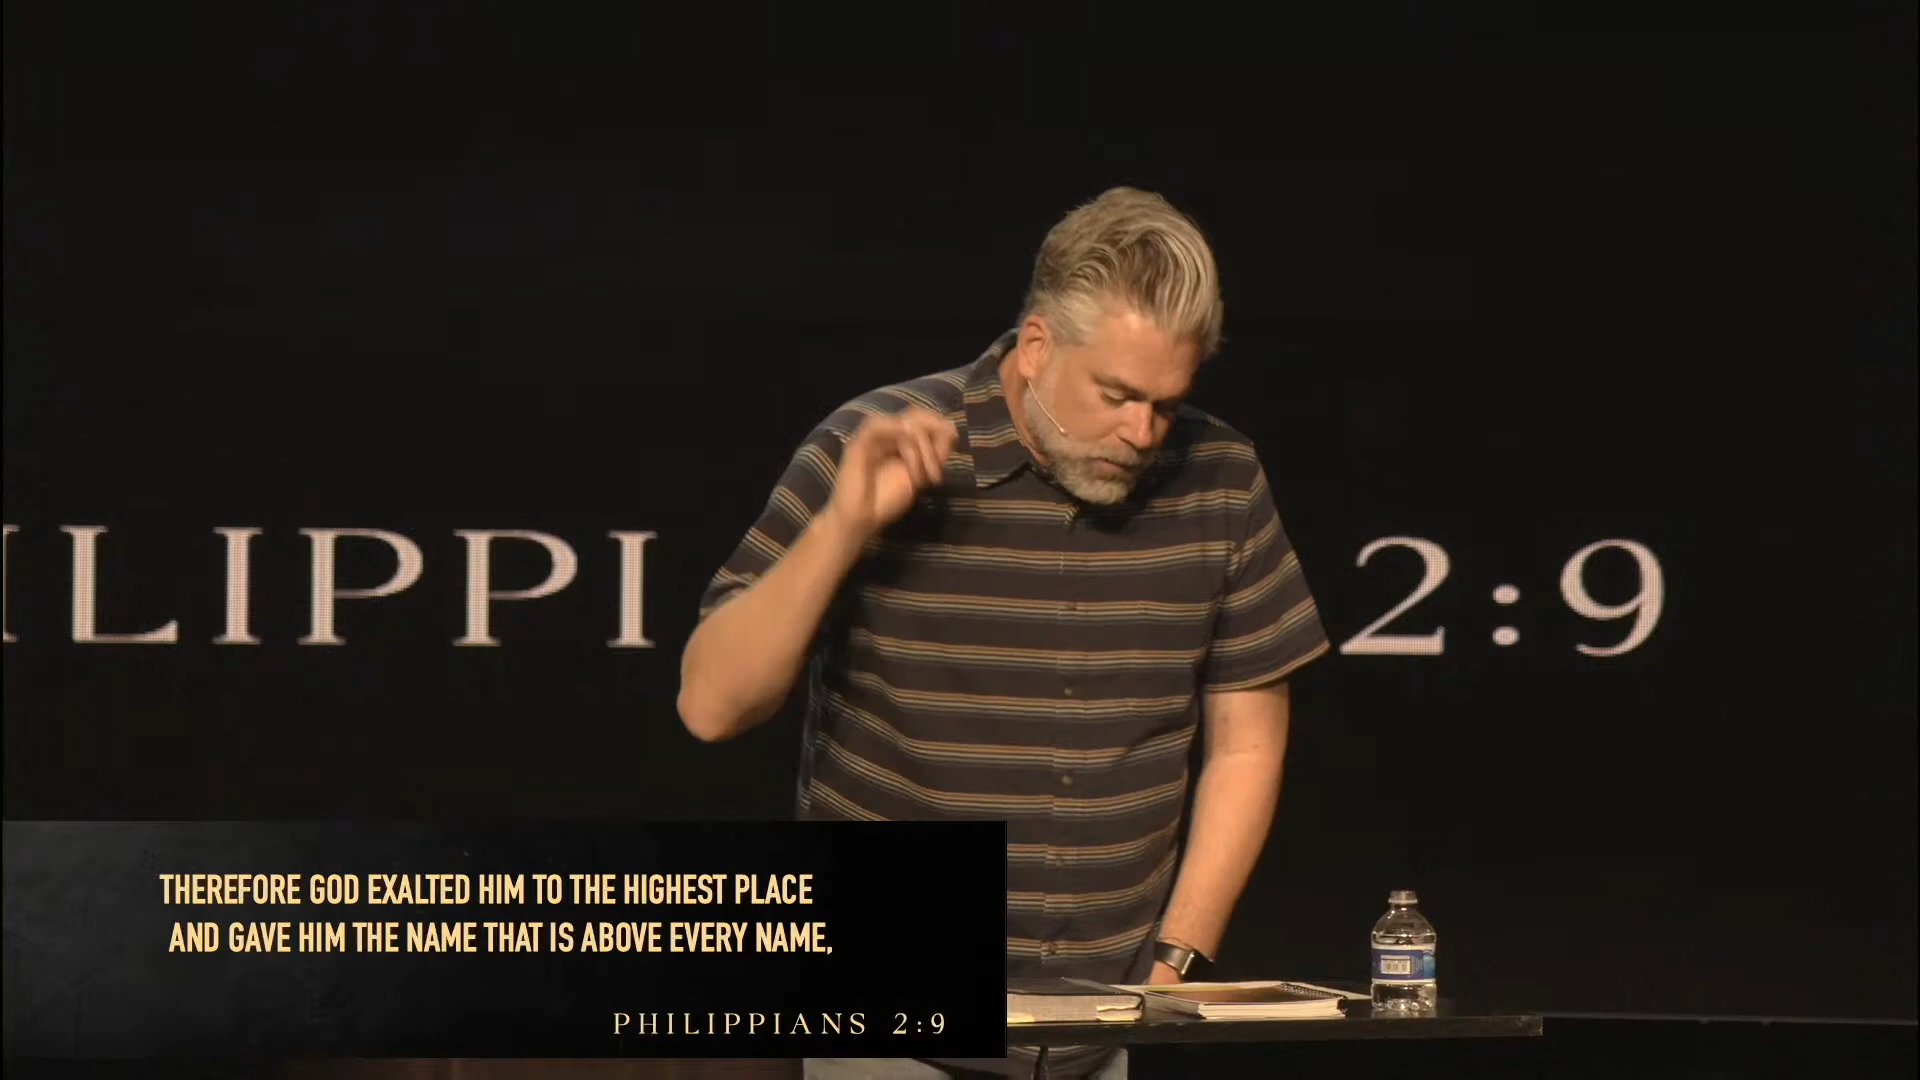 ILIPPI 2:9
THEREFORE GOD EXALTED HIM TO THE HIGHEST PLACE
AND GAVE HIM THE NAME THAT IS ABOVE EVERY NAME,
PHILIPPIANS 2:9